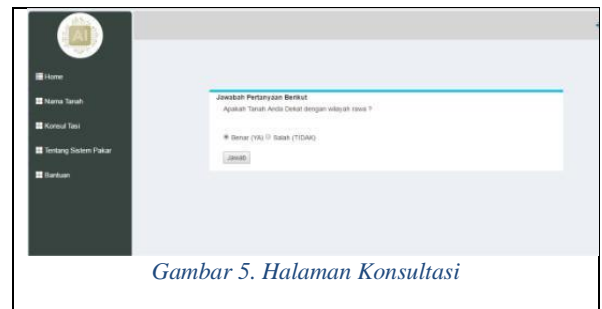 AI
Home
Nama Tanah
Konsul Tasi
Tentang Sistem Pakar
Bantuan
Jawabah Pertanyaan Berikut
Apakah Tanah Anda Dekat dengan wilayah rawa ?
Benar (YA) Salah (TIDAK)
Jawab
Gambar 5. Halaman Konsultasi